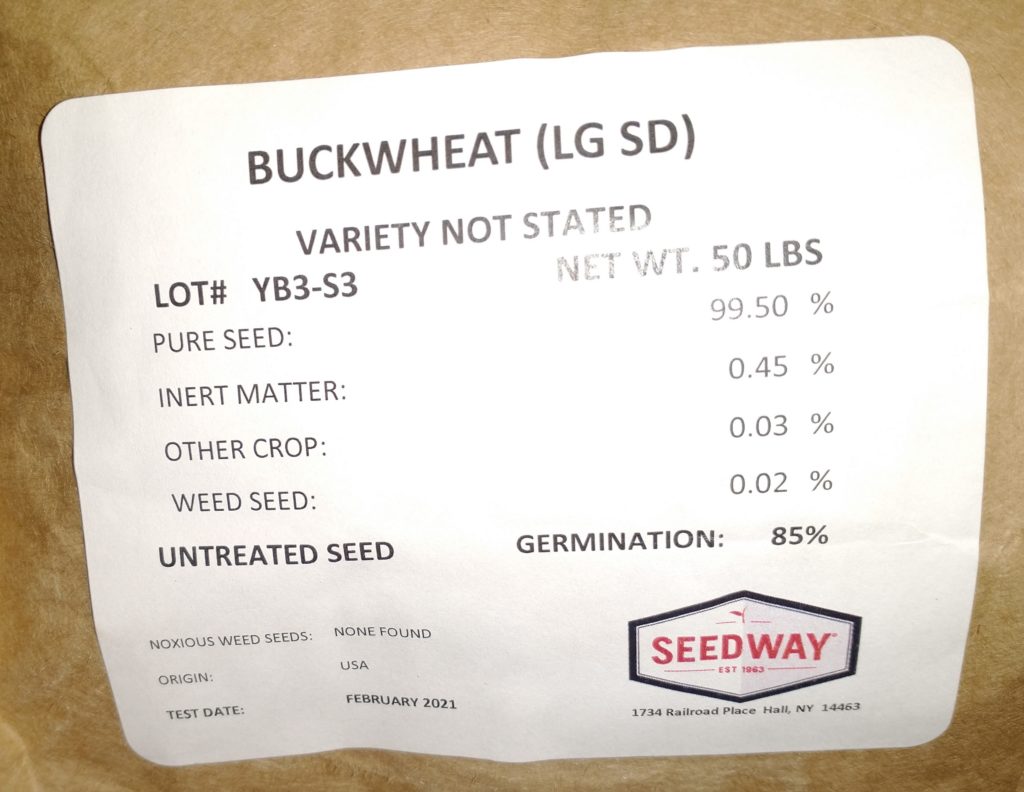 BUCKWHEAT (LG SD)
VARIETY NOT STATED
LOT# YB3-S3 NET WT. 50 LBS
PURE SEED: 99.50 %
INERT MATTER: 0.45 %
OTHER CROP: 0.03 %
WEED SEED: 0.02 %
UNTREATED SEED GERMINATION: 85%
NOXIOUS WEED SEEDS: NONE FOUND
ORIGIN: USA
TEST DATE: FEBRUARY 2021
SEEDWAY
EST 1963
1734 Railroad Place Hall, NY 14463